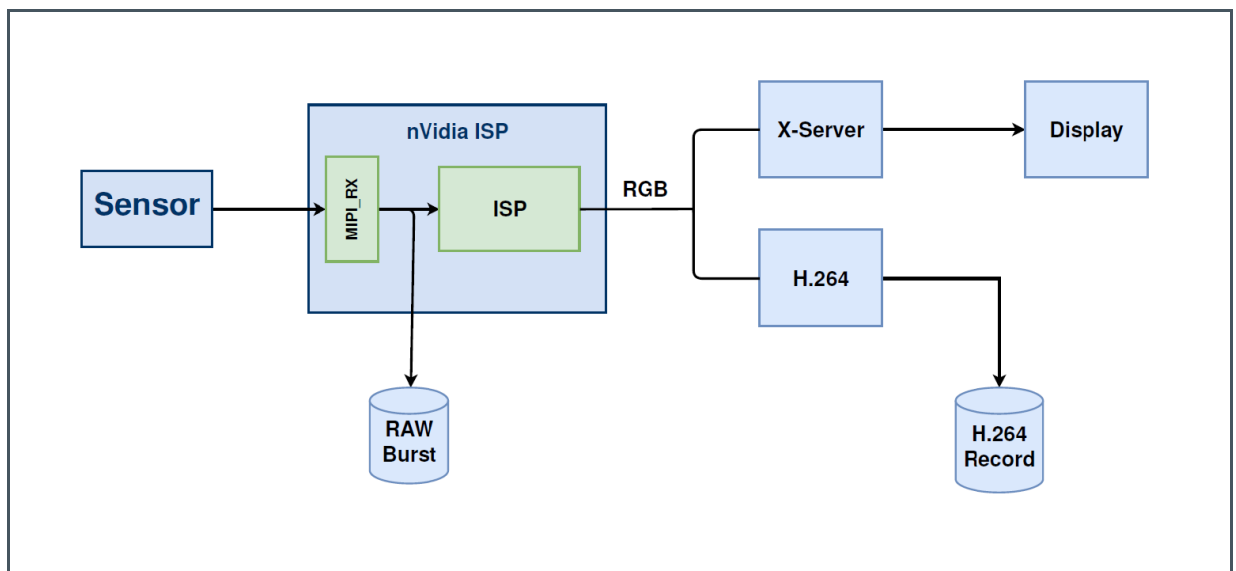 nVidia ISP
Sensor
MIPI_RX
ISP
RGB
X-Server
Display
H.264
RAW
Burst
H.264
Record